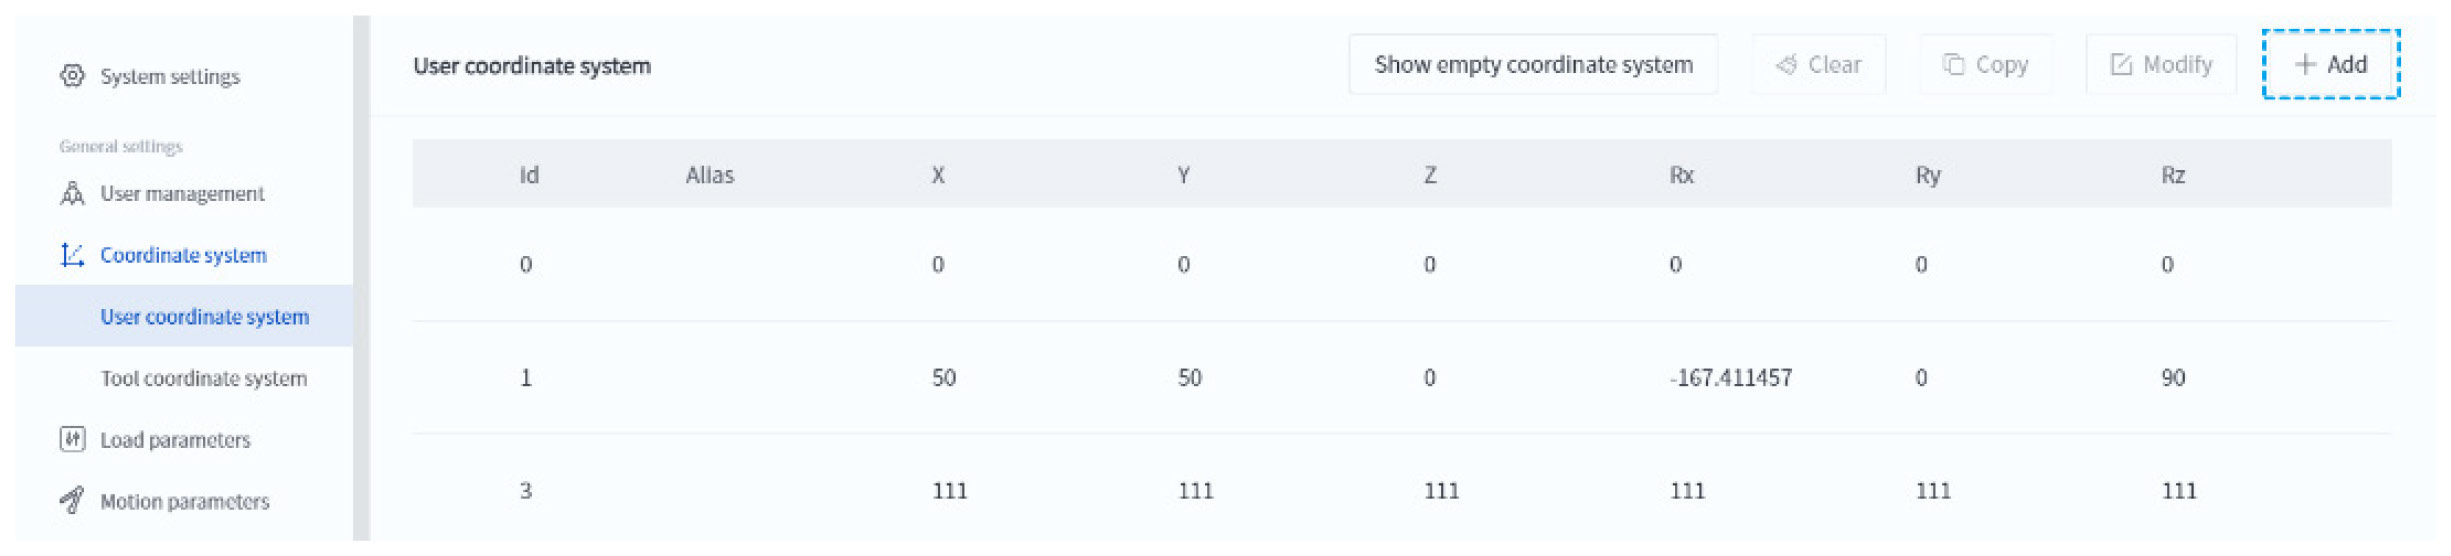 System settings
General settings
User management
Coordinate system
User coordinate system
Tool coordinate system
Load parameters
Motion parameters
User coordinate system Show empty coordinate system Clear Copy Modify + Add
id Alias X Y Z Rx Ry Rz
0 0 0 0 0 0 0
1 50 50 0 -167.411457 0 90
3 111 111 111 111 111 111